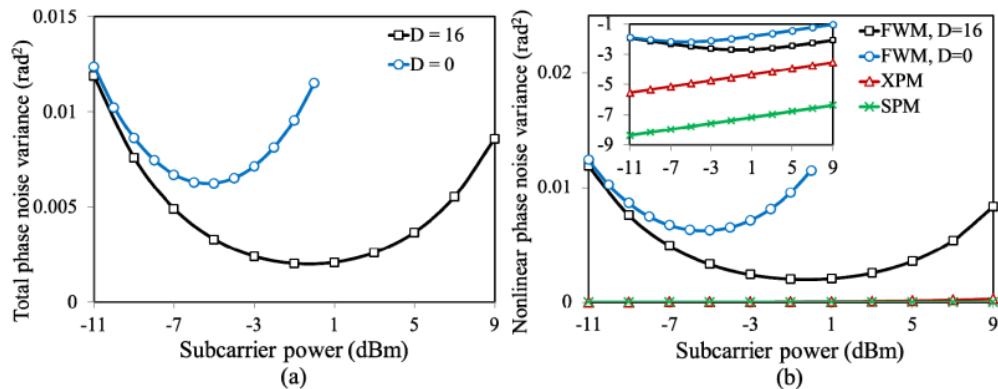 Total phase noise variance (rad²)
0.015
0.01
0.005
0
D = 16
D = 0
-11 -7 -3 1 5 9
Subcarrier power (dBm)
(a)
Nonlinear phase noise variance (rad²)
0.02
0.01
0
-1
-3
-5
-7
-9
-11 -7 -3 1 5 9
FWM, D=16
FWM, D=0
XPM
SPM
-11 -7 -3 1 5 9
Subcarrier power (dBm)
(b)